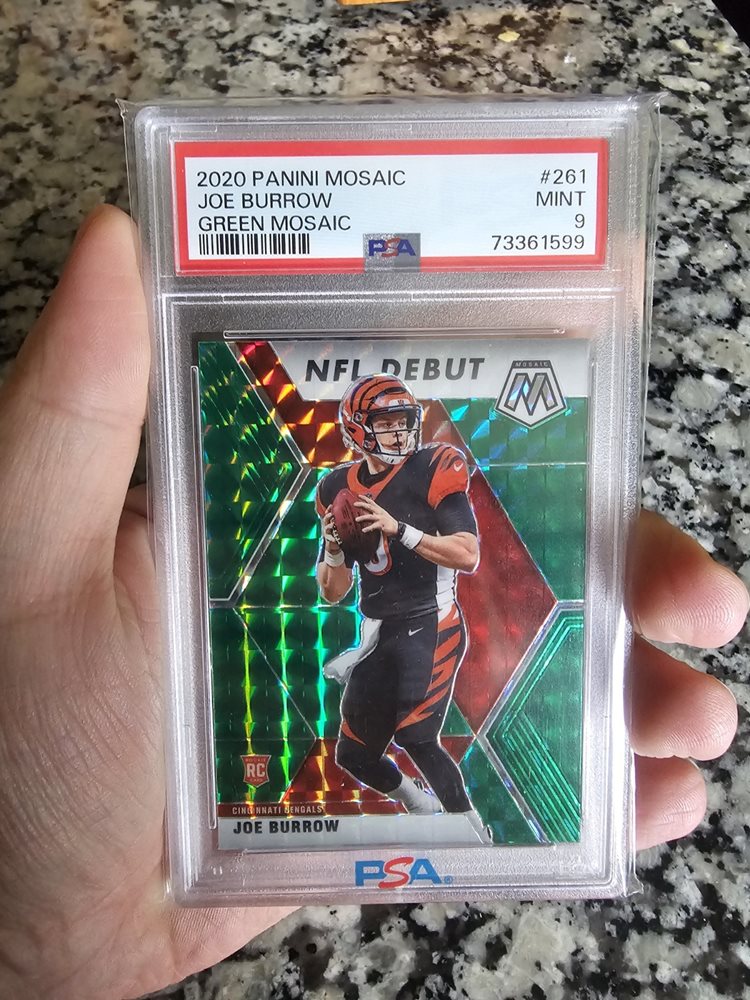 2020 PANINI MOSAIC #261
JOE BURROW MINT
GREEN MOSAIC 9
PSA 73361599
NFL DEBUT
MOSAIC
ROOKIE
RC
CINCINNATI BENGALS
JOE BURROW
PSA